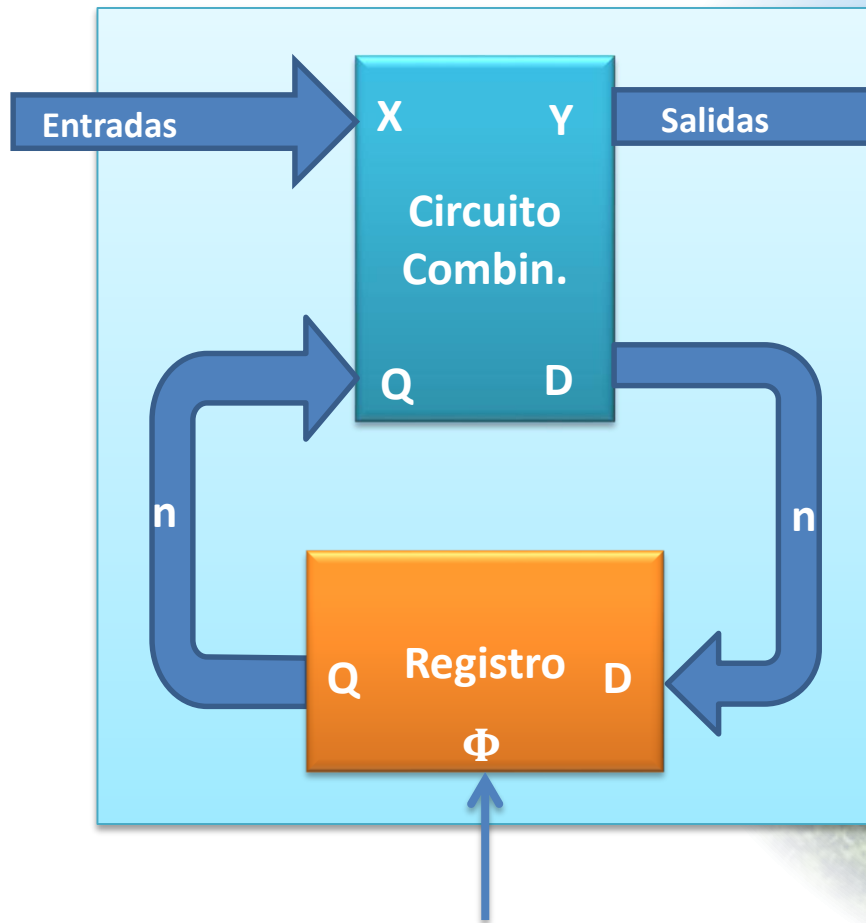 Entradas
X
Y
Salidas
Circuito
Combin.
Q
D
n
n
Q
Registro
D
Φ